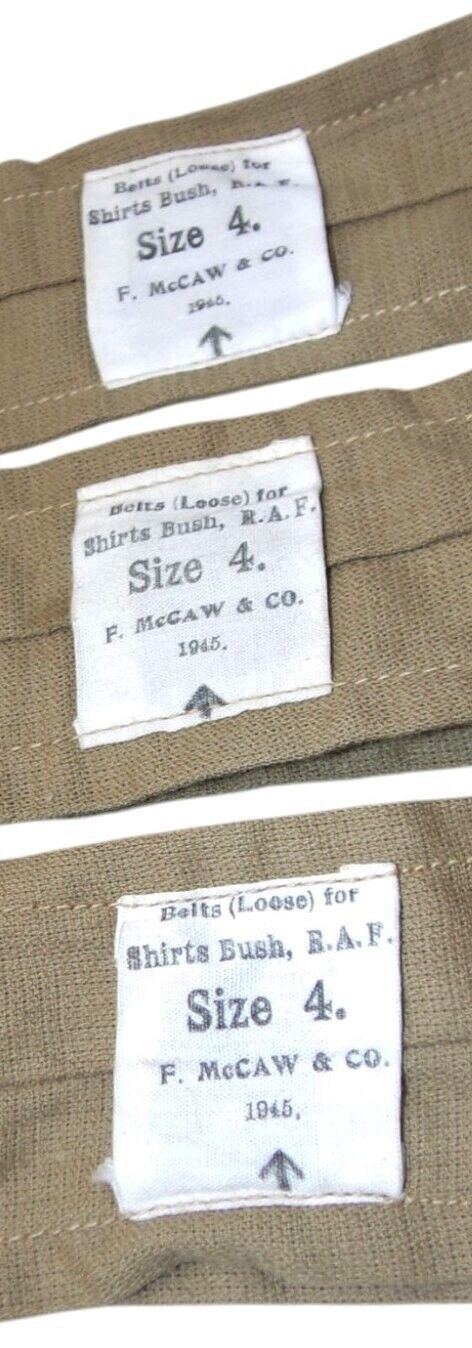 Belts (Loose) for
Shirts Bush, R.A.F.
Size 4.
F. McCAW & CO.
1945.
Belts (Loose) for
Shirts Bush, R.A.F.
Size 4.
F. McCAW & CO.
1945.
Belts (Loose) for
Shirts Bush, R.A.F.
Size 4.
F. McCAW & CO.
1945.